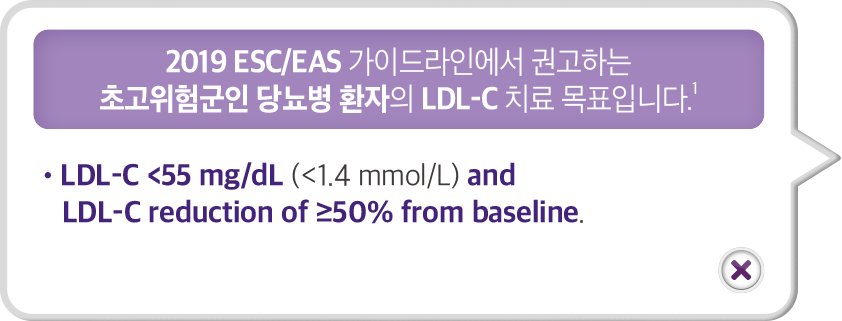 2019 ESC/EAS 가이드라인에서 권고하는
초고위험군인 당뇨병 환자의 LDL-C 치료 목표입니다.1
• LDL-C <55 mg/dL (<1.4 mmol/L) and
LDL-C reduction of ≥50% from baseline.